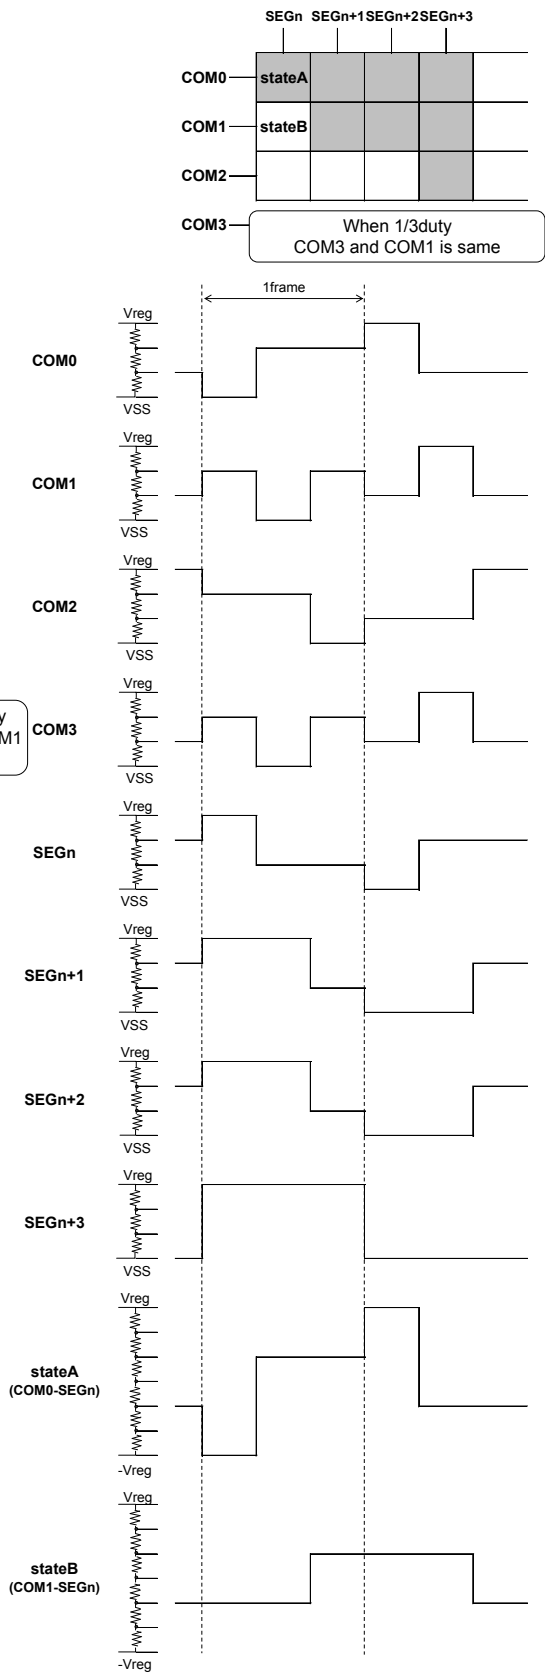 SEGn SEGn+1 SEGn+2 SEGn+3
COM0 stateA
COM1 stateB
COM2
COM3 When 1/3duty
COM3 and COM1 is same
1frame
Vreg
COM0
VSS
Vreg
COM1
VSS
Vreg
COM2
VSS
Vreg
y
M1
COM3
VSS
Vreg
SEGn
VSS
Vreg
SEGn+1
VSS
Vreg
SEGn+2
VSS
Vreg
SEGn+3
VSS
Vreg
stateA
(COM0-SEGn)
-Vreg
Vreg
stateB
(COM1-SEGn)
-Vreg